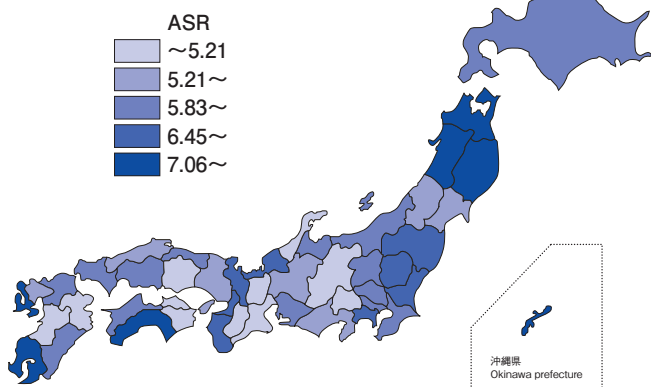 ASR
～5.21
5.21～
5.83～
6.45～
7.06～
沖縄県
Okinawa prefecture